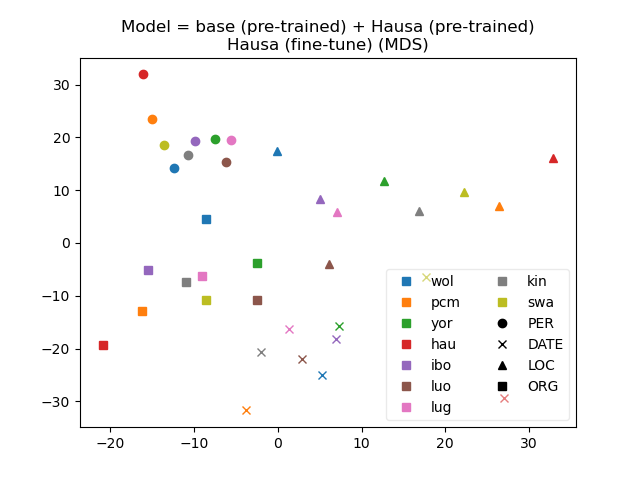 Model = base (pre-trained) + Hausa (pre-trained)
Hausa (fine-tune) (MDS)
30
20
10
0
−10
−20
−30
−20 −10 0 10 20 30
wol kin
pcm swa
yor PER
hau DATE
ibo LOC
luo ORG
lug